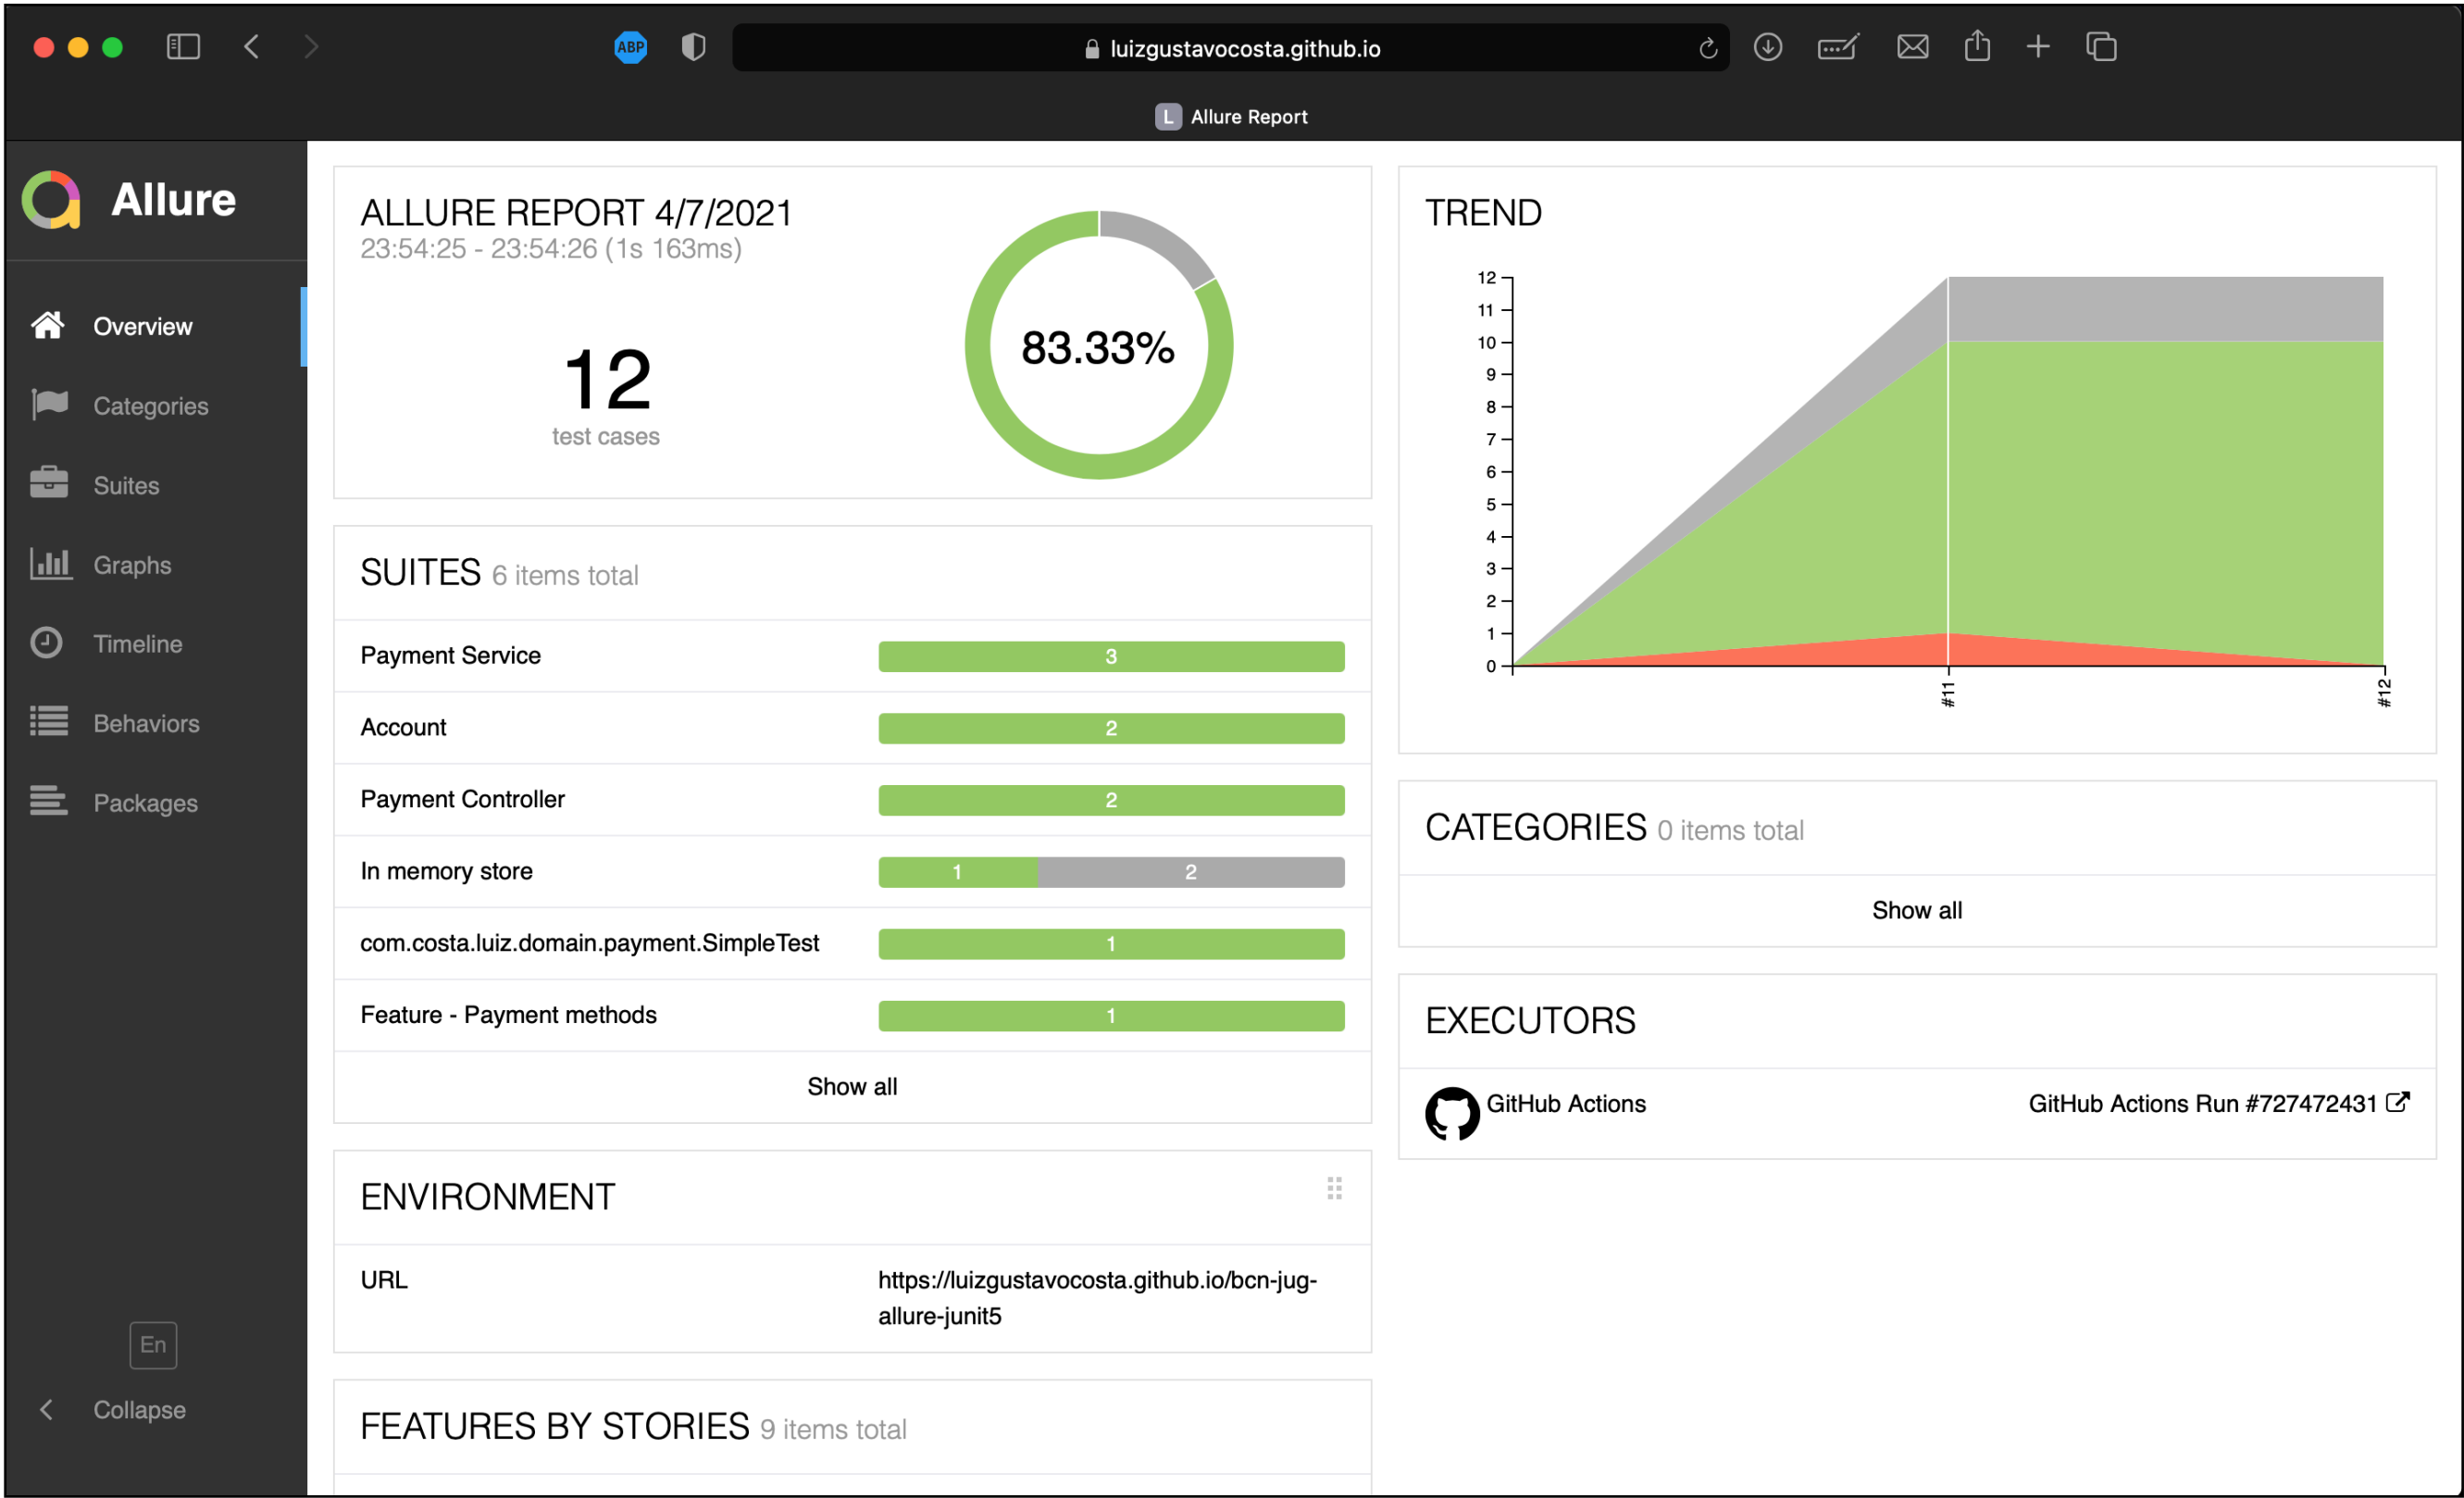 ABP
luizgustavocosta.github.io
L Allure Report
Allure
Overview
Categories
Suites
Graphs
Timeline
Behaviors
Packages
En
Collapse
ALLURE REPORT 4/7/2021
23:54:25 - 23:54:26 (1s 163ms)
12
test cases
83.33%
SUITES 6 items total
Payment Service 3
Account 2
Payment Controller 2
In memory store 1 2
com.costa.luiz.domain.payment.SimpleTest 1
Feature - Payment methods 1
Show all
ENVIRONMENT
URL https://luizgustavocosta.github.io/bcn-jug-
allure-junit5
FEATURES BY STORIES 9 items total
TREND
12
11
10
9
8
7
6
5
4
3
2
1
0
#11
#12
CATEGORIES 0 items total
Show all
EXECUTORS
GitHub Actions GitHub Actions Run #727472431